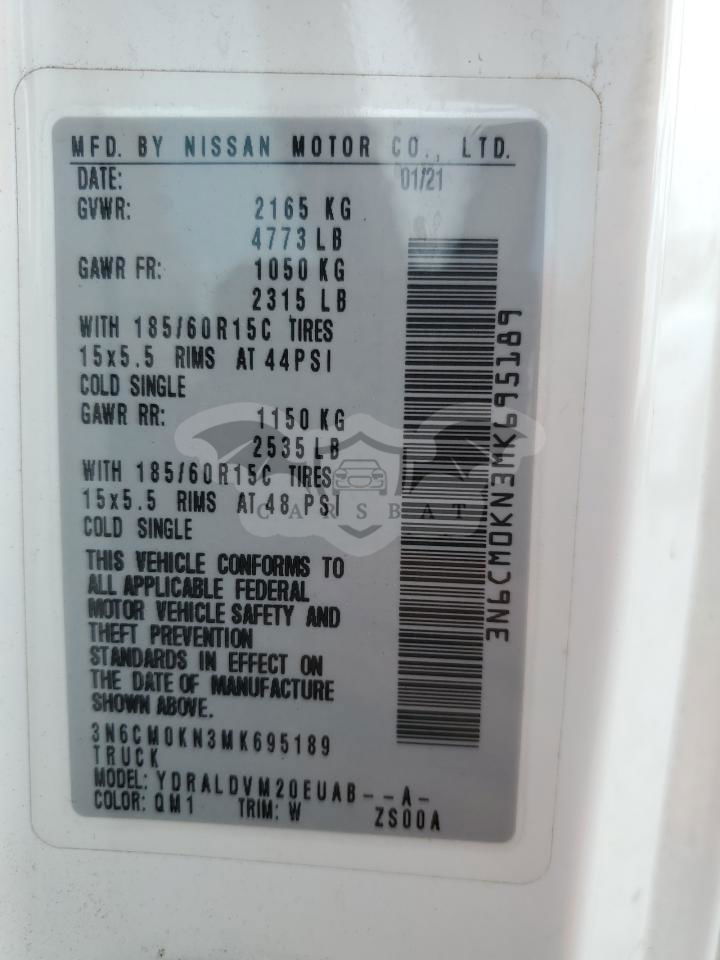 MFD. BY NISSAN MOTOR CO., LTD.
DATE: 01/21
GVWR: 2165 KG
4773 LB
GAWR FR: 1050 KG
2315 LB
WITH 185/60R15C TIRES
15x5.5 RIMS AT 44PSI
COLD SINGLE
GAWR RR: 1150 KG
2535 LB
WITH 185/60R15C TIRES
15x5.5 RIMS AT 48 PSI
COLD SINGLE
THIS VEHICLE CONFORMS TO
ALL APPLICABLE FEDERAL
MOTOR VEHICLE SAFETY AND
THEFT PREVENTION
STANDARDS IN EFFECT ON
THE DATE OF MANUFACTURE
SHOWN ABOVE.
3N6CM0KN3MK695189
TRUCK
MODEL: YDRALDVM20EUAB--A-
COLOR: QM1 TRIM: W ZS00A
3N6CM0KN3MK695189
CARSBAT